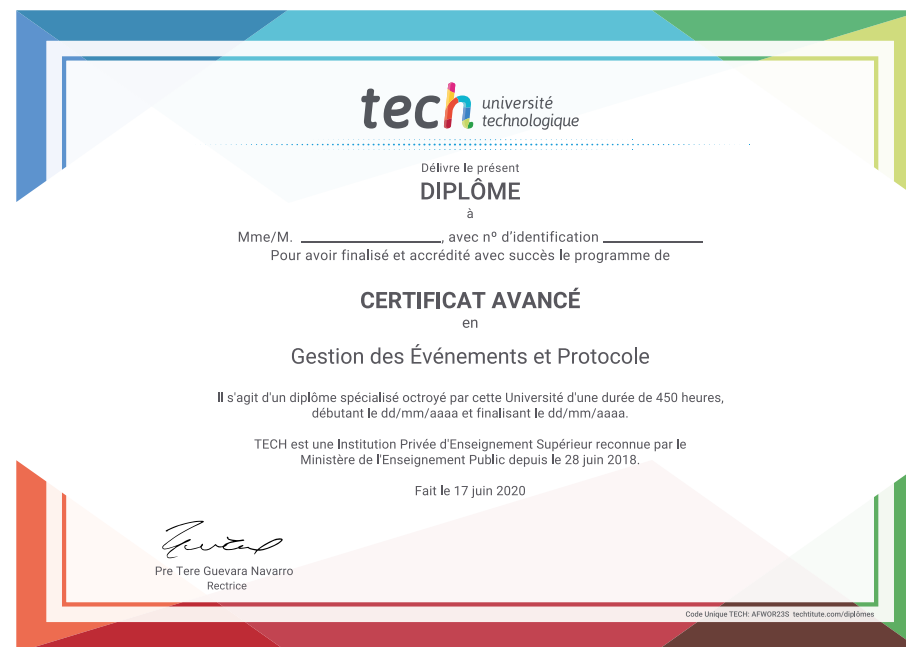 tech université
technologique
Délivre le présent
DIPLÔME
à
Mme/M. ____________________, avec nº d'identification ______________
Pour avoir finalisé et accrédité avec succès le programme de
CERTIFICAT AVANCÉ
en
Gestion des Événements et Protocole
Il s'agit d'un diplôme spécialisé octroyé par cette Université d'une durée de 450 heures,
débutant le dd/mm/aaaa et finalisant le dd/mm/aaaa.
TECH est une Institution Privée d'Enseignement Supérieur reconnue par le
Ministère de l'Enseignement Public depuis le 28 juin 2018.
Fait le 17 juin 2020
Pre Tere Guevara Navarro
Rectrice
Code Unique TECH: AFWOR23S techtitute.com/diplômes